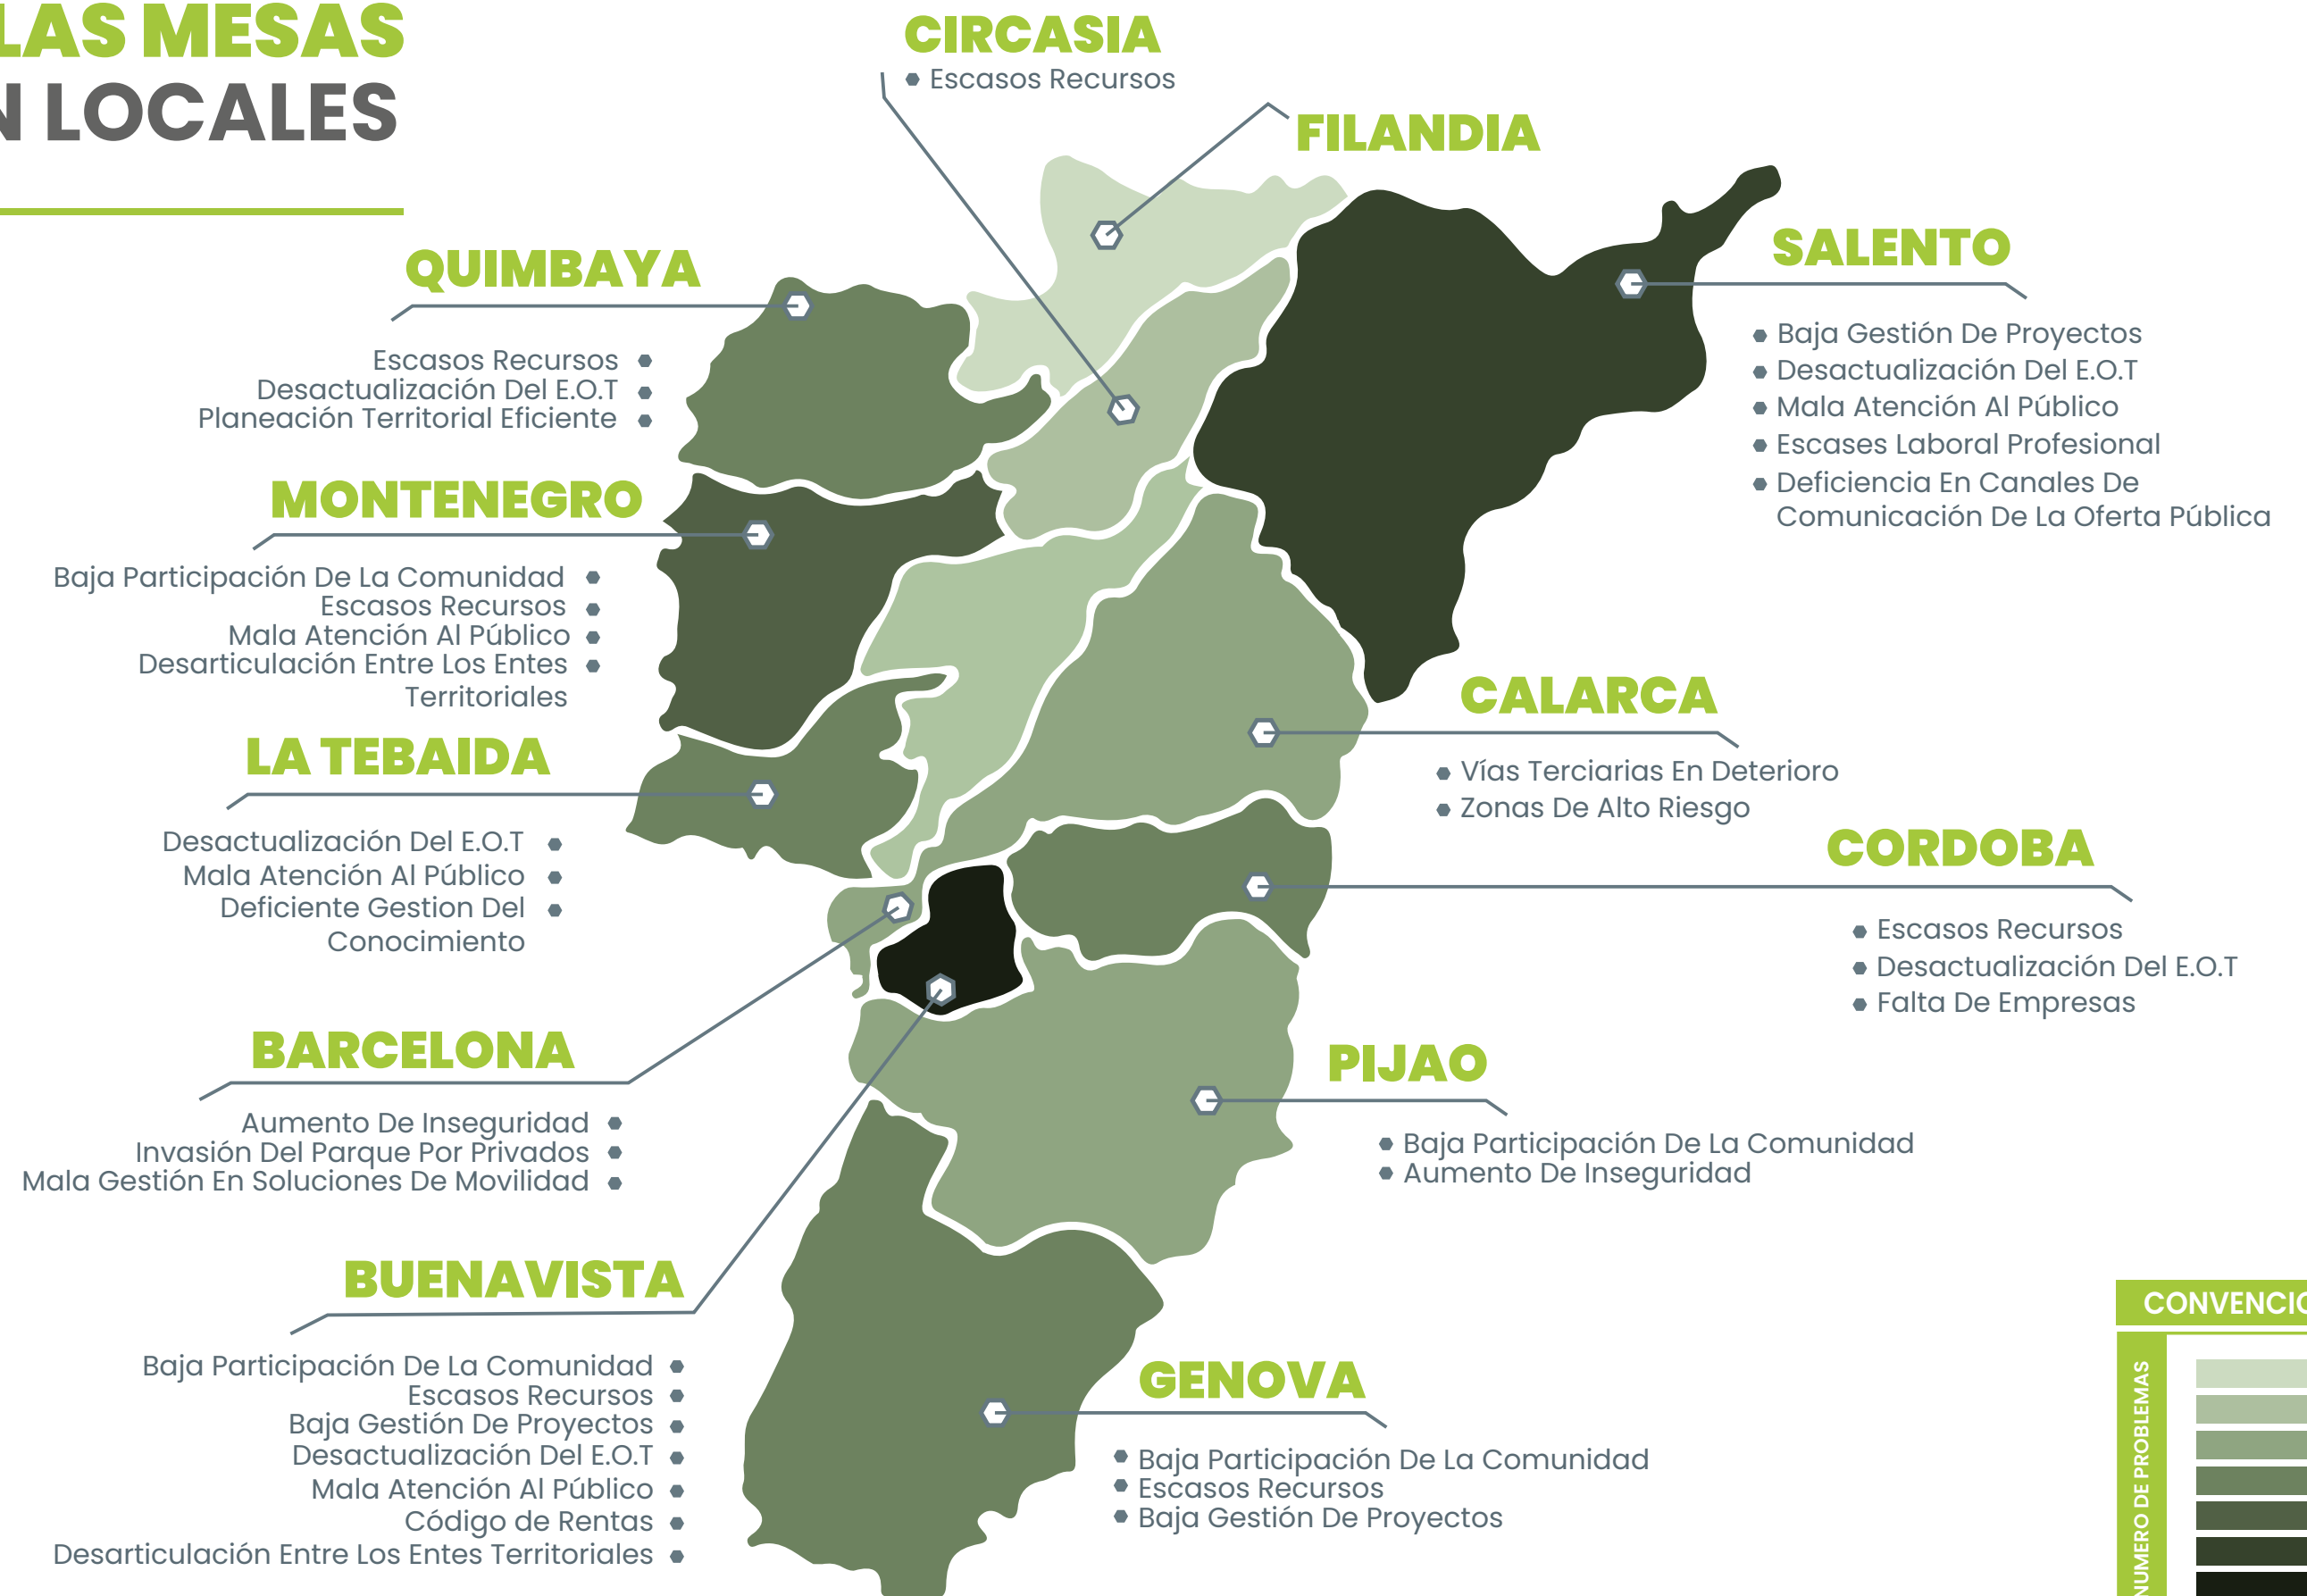 LAS MESAS
N LOCALES
CIRCASIA
Escasos Recursos
FILANDIA
SALENTO
Baja Gestión De Proyectos
Desactualización Del E.O.T
Mala Atención Al Público
Escases Laboral Profesional
Deficiencia En Canales De
Comunicación De La Oferta Pública
QUIMBAYA
Escasos Recursos
Desactualización Del E.O.T
Planeación Territorial Eficiente
MONTENEGRO
Baja Participación De La Comunidad
Escasos Recursos
Mala Atención Al Público
Desarticulación Entre Los Entes
Territoriales
LA TEBAIDA
Desactualización Del E.O.T
Mala Atención Al Público
Deficiente Gestion Del
Conocimiento
CALARCA
Vías Terciarias En Deterioro
Zonas De Alto Riesgo
CORDOBA
Escasos Recursos
Desactualización Del E.O.T
Falta De Empresas
BARCELONA
Aumento De Inseguridad
Invasión Del Parque Por Privados
Mala Gestión En Soluciones De Movilidad
PIJAO
Baja Participación De La Comunidad
Aumento De Inseguridad
BUENAVISTA
Baja Participación De La Comunidad
Escasos Recursos
Baja Gestión De Proyectos
Desactualización Del E.O.T
Mala Atención Al Público
Código de Rentas
Desarticulación Entre Los Entes Territoriales
GENOVA
Baja Participación De La Comunidad
Escasos Recursos
Baja Gestión De Proyectos
CONVENCIO
NUMERO DE PROBLEMAS